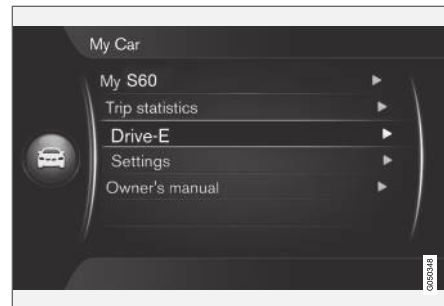 My Car
My S60
Trip statistics
Drive-E
Settings
Owner's manual
G050348